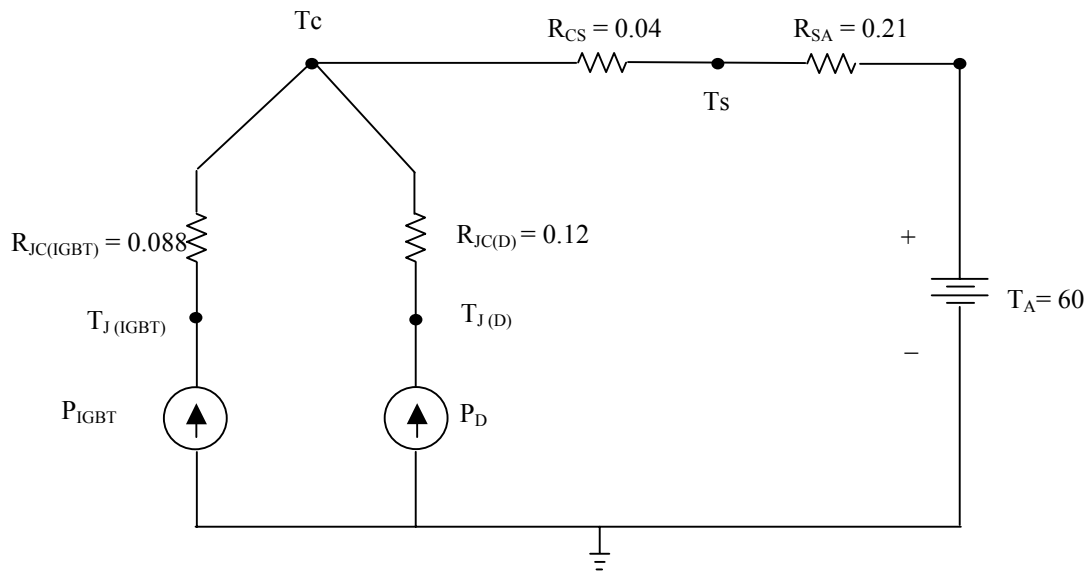 Tc
R_CS = 0.04
R_SA = 0.21
Ts
R_JC(IGBT) = 0.088
R_JC(D) = 0.12
+
T_J (IGBT)
T_J (D)
T_A= 60
−
P_IGBT
P_D